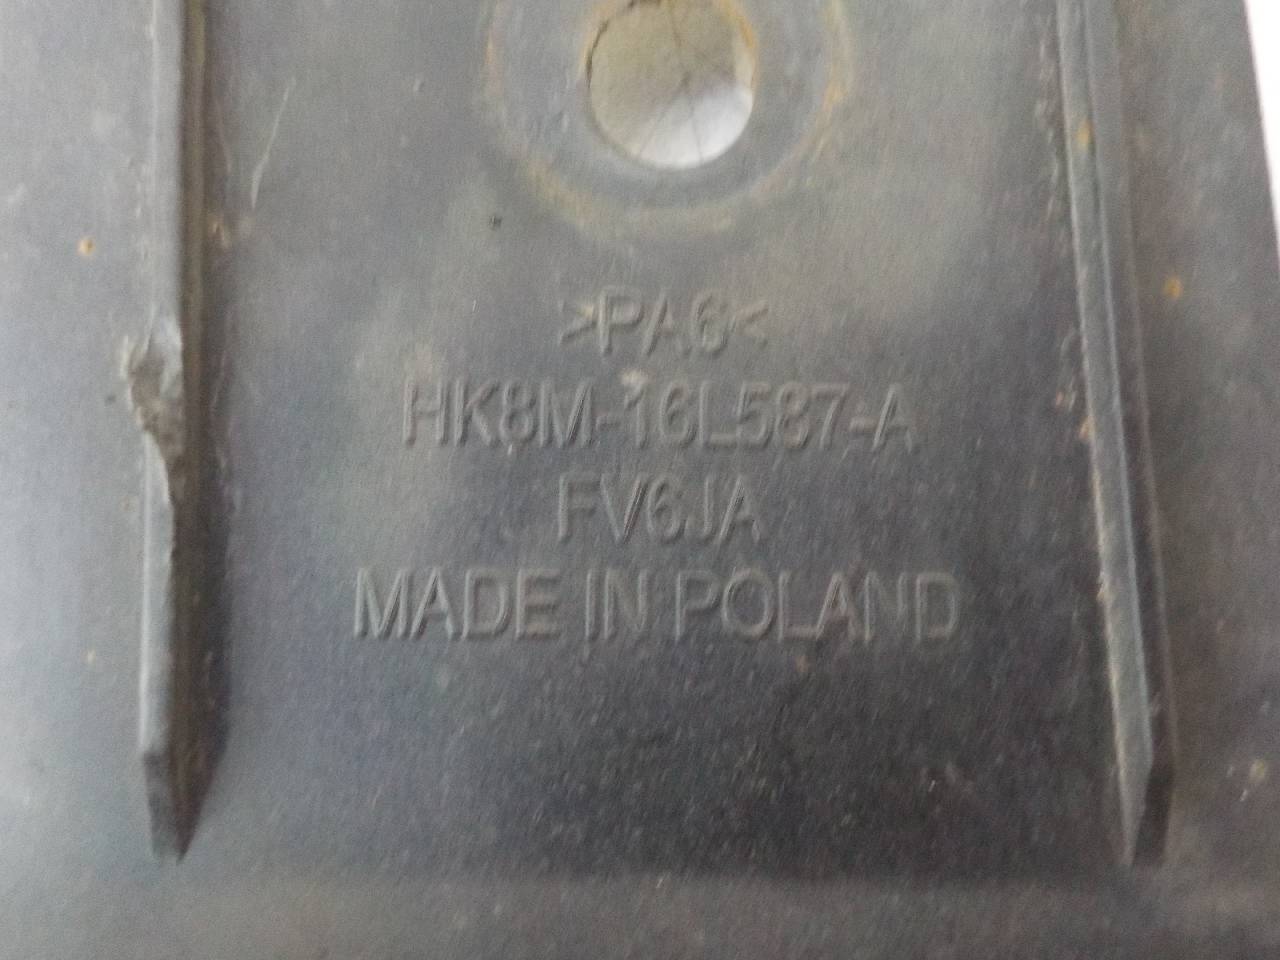 >PA6<
HK8M-16L587-A
FV6JA
MADE IN POLAND